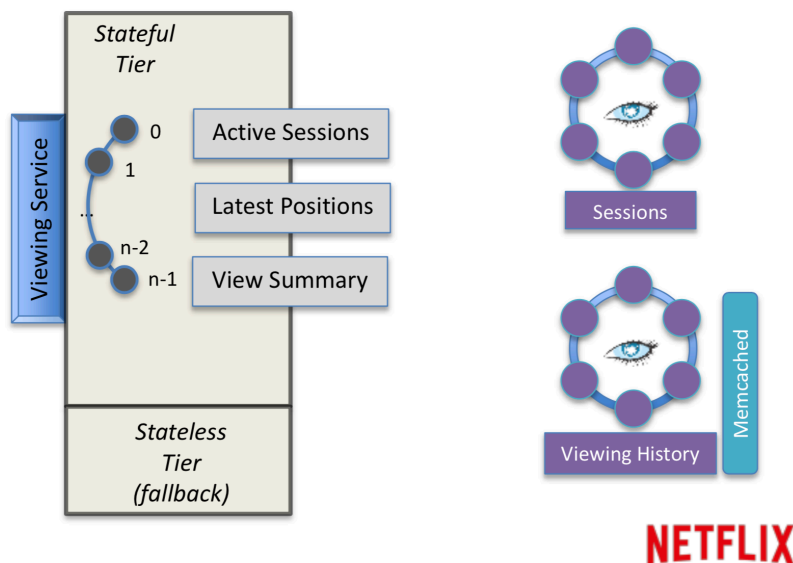 Stateful
Tier
Viewing Service
0
1
...
n-2
n-1
Active Sessions
Latest Positions
View Summary
Stateless
Tier
(fallback)
Sessions
Viewing History
Memcached
NETFLIX